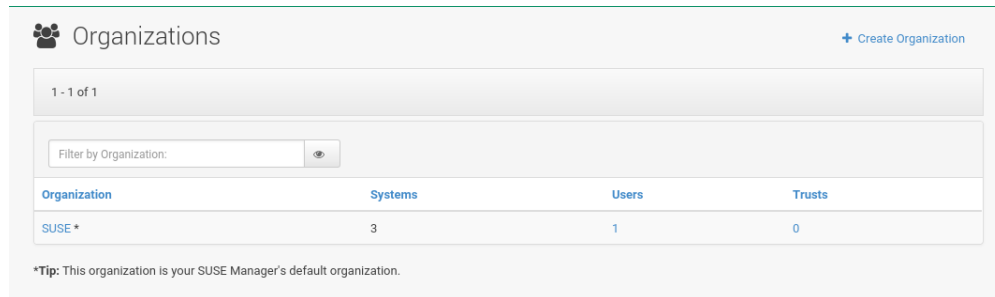 Organizations
+ Create Organization
1 - 1 of 1
Filter by Organization:
Organization Systems Users Trusts
SUSE * 3 1 0
*Tip: This organization is your SUSE Manager's default organization.